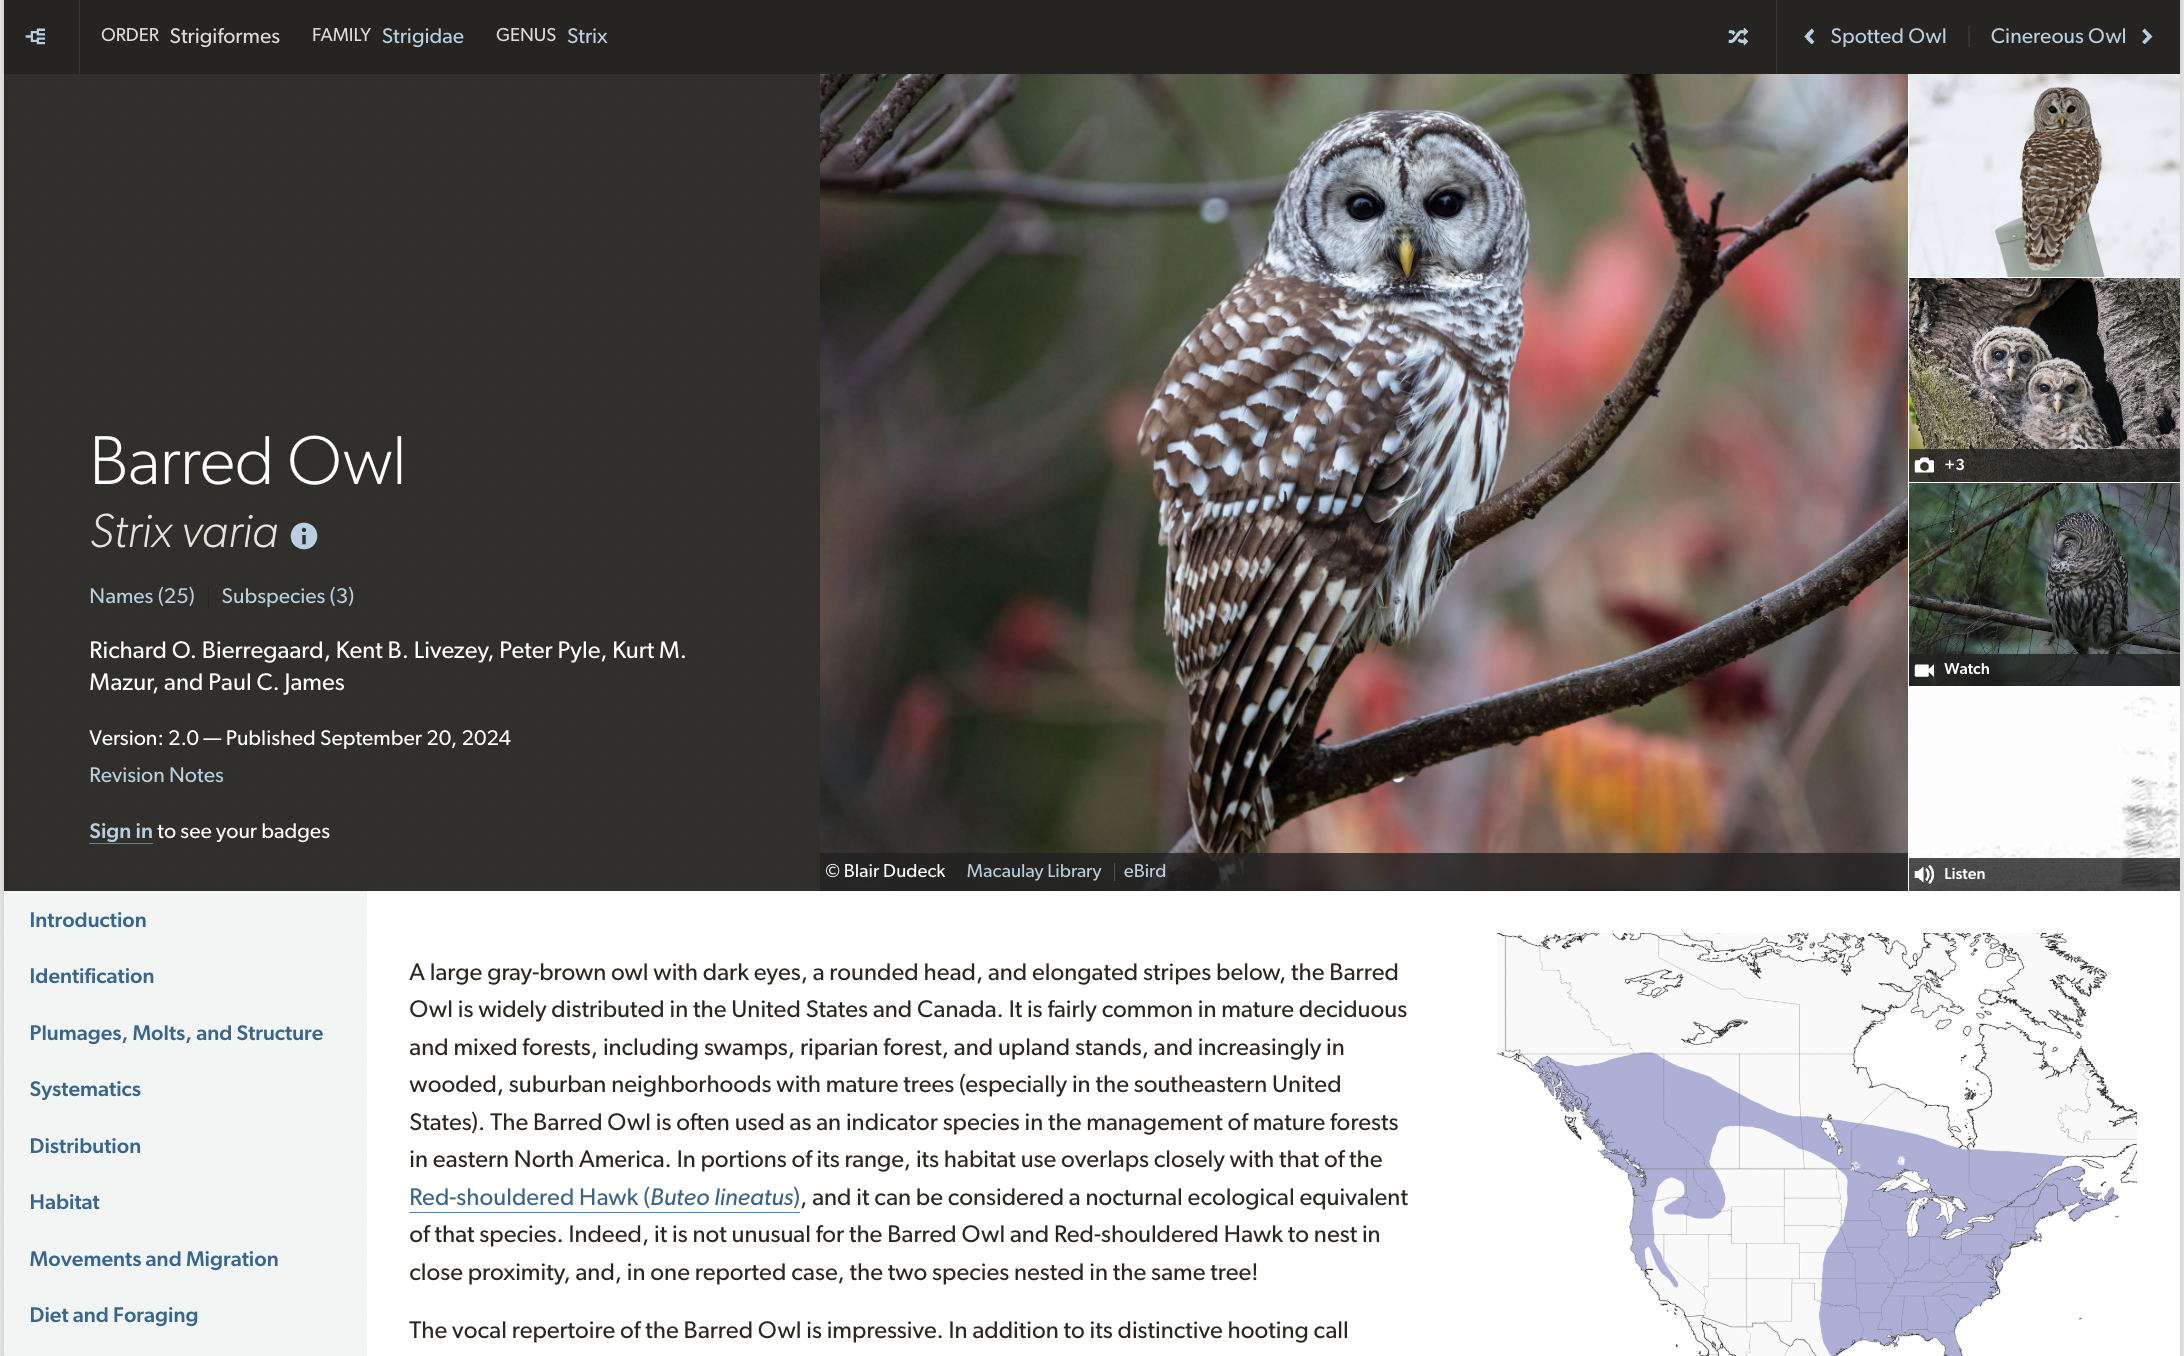 ORDER Strigiformes FAMILY Strigidae GENUS Strix
Spotted Owl Cinereous Owl
Barred Owl
Strix varia
Names (25) Subspecies (3)
Richard O. Bierregaard, Kent B. Livezey, Peter Pyle, Kurt M.
Mazur, and Paul C. James
Version: 2.0 — Published September 20, 2024
Revision Notes
Sign in to see your badges
© Blair Dudeck Macaulay Library eBird
+3
Watch
Listen
Introduction
Identification
Plumages, Molts, and Structure
Systematics
Distribution
Habitat
Movements and Migration
Diet and Foraging
A large gray-brown owl with dark eyes, a rounded head, and elongated stripes below, the Barred
Owl is widely distributed in the United States and Canada. It is fairly common in mature deciduous
and mixed forests, including swamps, riparian forest, and upland stands, and increasingly in
wooded, suburban neighborhoods with mature trees (especially in the southeastern United
States). The Barred Owl is often used as an indicator species in the management of mature forests
in eastern North America. In portions of its range, its habitat use overlaps closely with that of the
Red-shouldered Hawk (Buteo lineatus), and it can be considered a nocturnal ecological equivalent
of that species. Indeed, it is not unusual for the Barred Owl and Red-shouldered Hawk to nest in
close proximity, and, in one reported case, the two species nested in the same tree!
The vocal repertoire of the Barred Owl is impressive. In addition to its distinctive hooting call